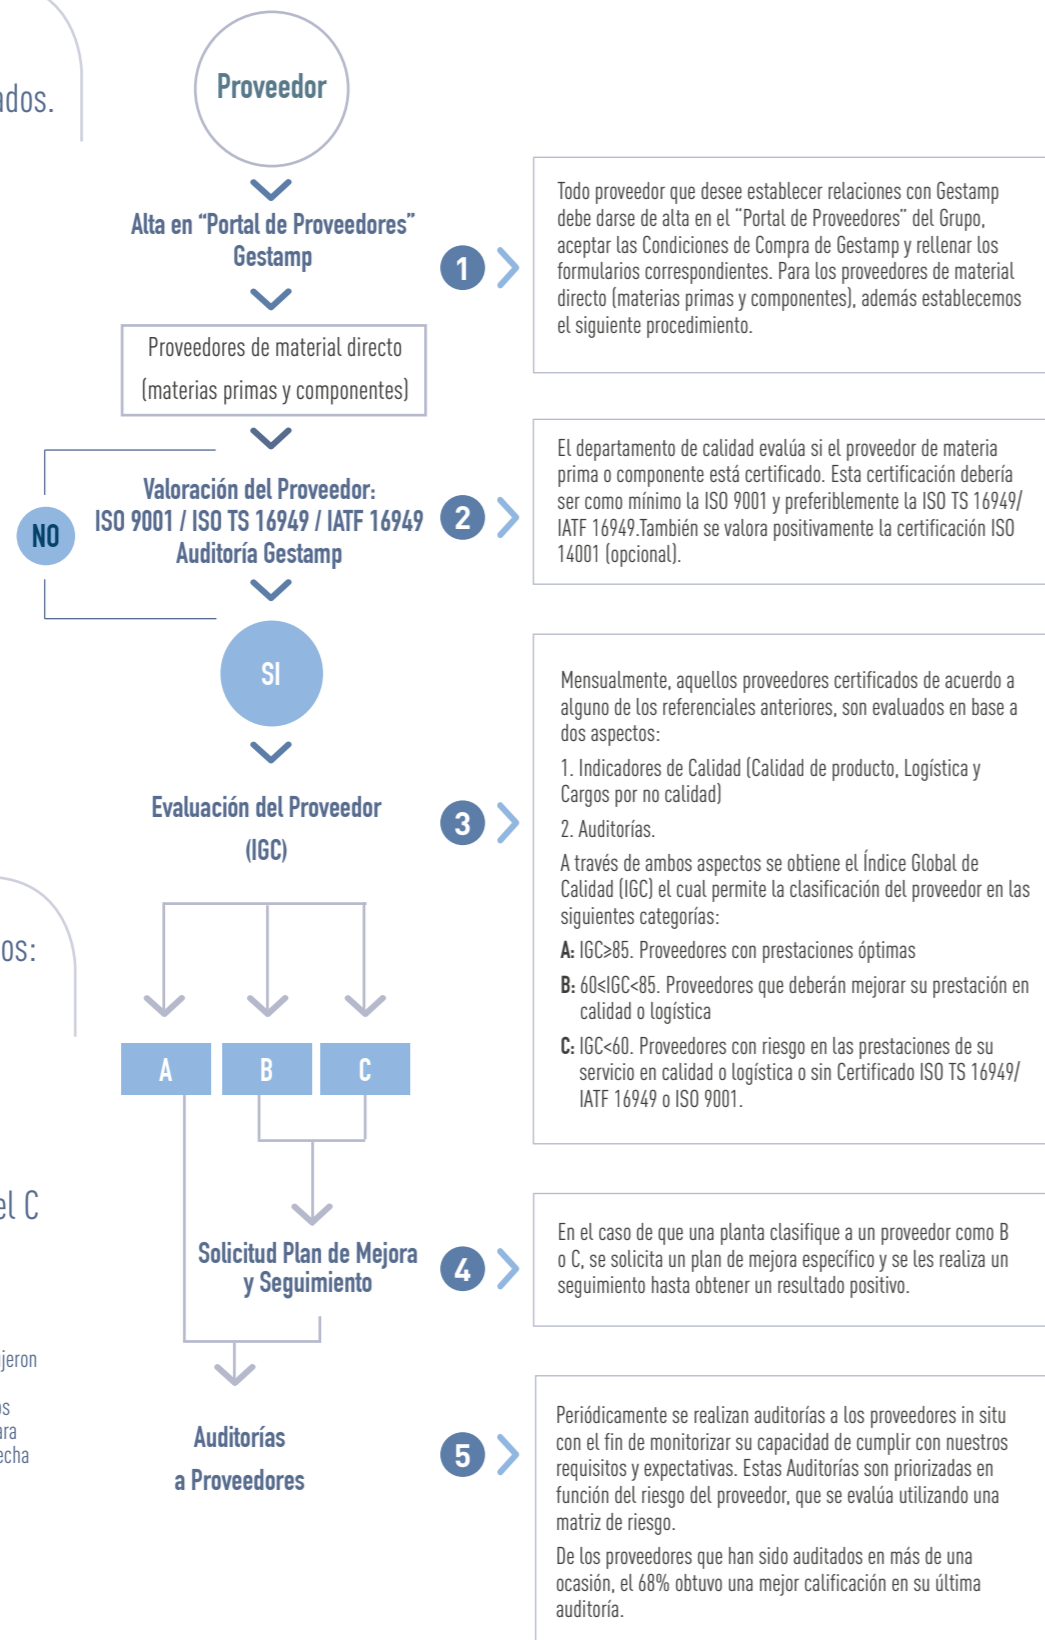 ados.
Proveedor
Alta en “Portal de Proveedores”
Gestamp
1
Todo proveedor que desee establecer relaciones con Gestamp
debe darse de alta en el “Portal de Proveedores” del Grupo,
aceptar las Condiciones de Compra de Gestamp y rellenar los
formularios correspondientes. Para los proveedores de material
directo (materias primas y componentes), además establecemos
el siguiente procedimiento.
Proveedores de material directo
(materias primas y componentes)
NO
Valoración del Proveedor:
ISO 9001 / ISO TS 16949 / IATF 16949
Auditoría Gestamp
2
El departamento de calidad evalúa si el proveedor de materia
prima o componente está certificado. Esta certificación debería
ser como mínimo la ISO 9001 y preferiblemente la ISO TS 16949/
IATF 16949.También se valora positivamente la certificación ISO
14001 (opcional).
SI
Evaluación del Proveedor
(IGC)
3
Mensualmente, aquellos proveedores certificados de acuerdo a
alguno de los referenciales anteriores, son evaluados en base a
dos aspectos:
1. Indicadores de Calidad (Calidad de producto, Logística y
Cargos por no calidad)
2. Auditorías.
A través de ambos aspectos se obtiene el Índice Global de
Calidad (IGC) el cual permite la clasificación del proveedor en las
siguientes categorías:
A: IGC≥85. Proveedores con prestaciones óptimas
B: 60<IGC<85. Proveedores que deberán mejorar su prestación en
calidad o logística
C: IGC<60. Proveedores con riesgo en las prestaciones de su
servicio en calidad o logística o sin Certificado ISO TS 16949/
IATF 16949 o ISO 9001.
os:
A
B
C
el C
Solicitud Plan de Mejora
y Seguimiento
4
En el caso de que una planta clasifique a un proveedor como B
o C, se solicita un plan de mejora específico y se les realiza un
seguimiento hasta obtener un resultado positivo.
jeron
os
ara
echa
Auditorías
a Proveedores
5
Periódicamente se realizan auditorías a los proveedores in situ
con el fin de monitorizar su capacidad de cumplir con nuestros
requisitos y expectativas. Estas Auditorías son priorizadas en
función del riesgo del proveedor, que se evalúa utilizando una
matriz de riesgo.
De los proveedores que han sido auditados en más de una
ocasión, el 68% obtuvo una mejor calificación en su última
auditoría.